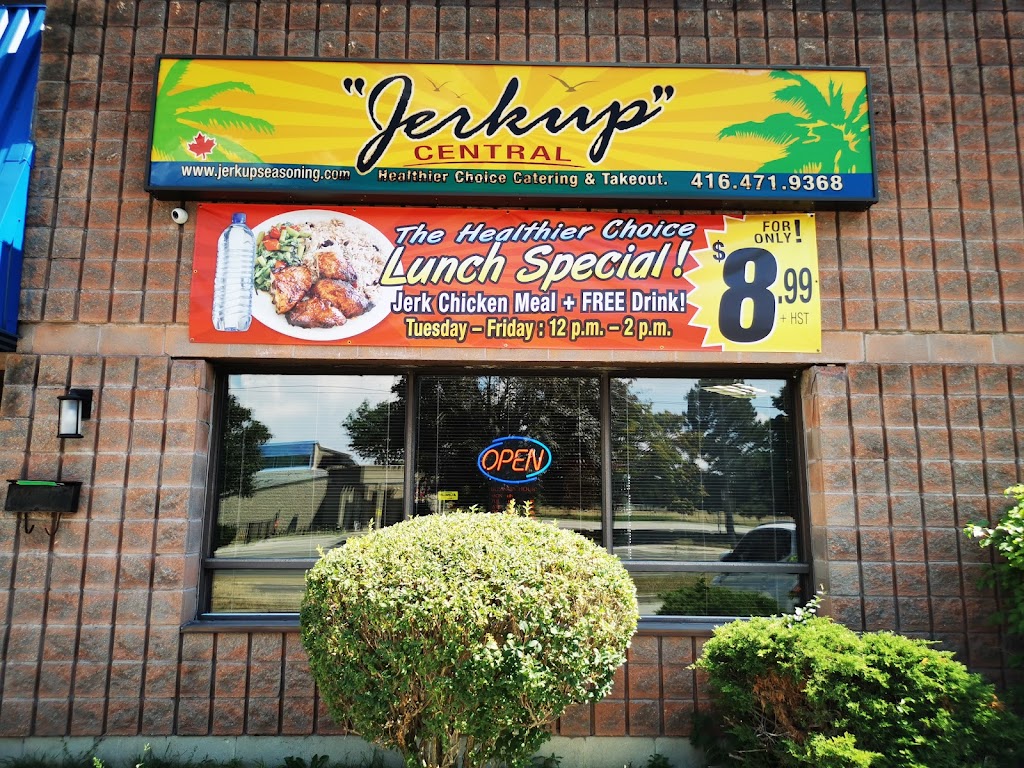 "Jerkup"
CENTRAL
www.jerkupseasoning.com Healthier Choice Catering & Takeout. 416.471.9368
The Healthier Choice
Lunch Special!
Jerk Chicken Meal + FREE Drink!
Tuesday – Friday : 12 p.m. – 2 p.m.
FOR
ONLY!
$8.99
+ HST
OPEN